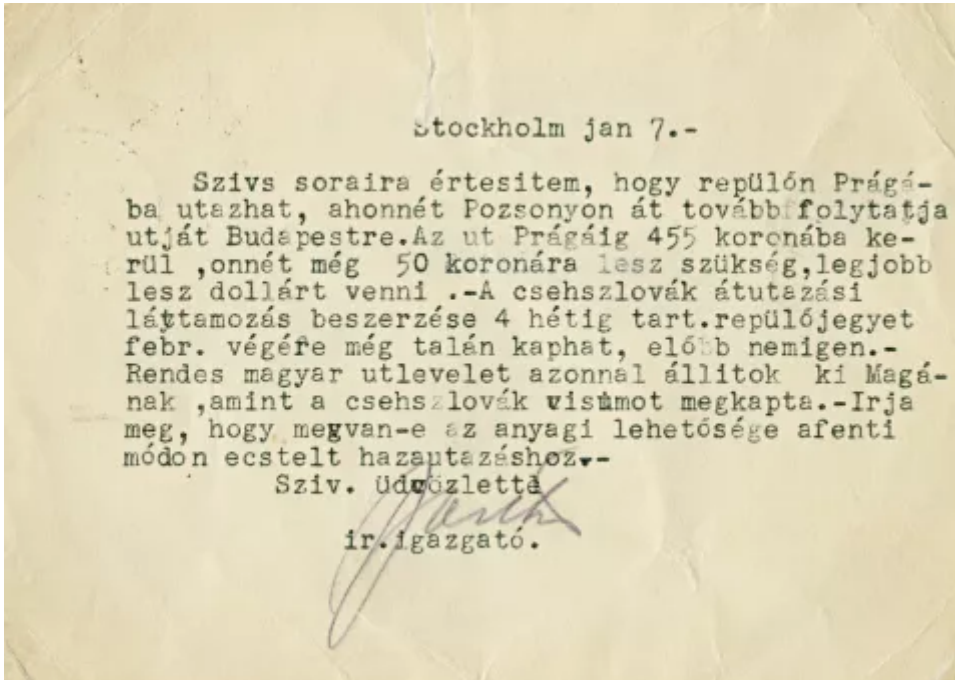 Stockholm jan 7.-
Szivs soraira értesitem, hogy repülőn Prágá-
ba utazhat, ahonnét Pozsonyon át tovább folytatja
utját Budapestre.Az ut Prágáig 455 koronába ke-
rül ,onnét még 50 koronára lesz szükség,legjobb
lesz dollárt venni .-A csehszlovák átutazási
láttamozás beszerzése 4 hétig tart.repülőjegyet
febr. végére még talán kaphat, előbb nemigen.-
Rendes magyar utlevelet azonnal állitok ki Magá-
nak ,amint a csehszlovák visumot megkapta.-Irja
meg, hogy megvan-e az anyagi lehetősége afenti
módon ecstelt hazautazáshoz.-
Sziv. üdvözlettel
ir.igazgató.